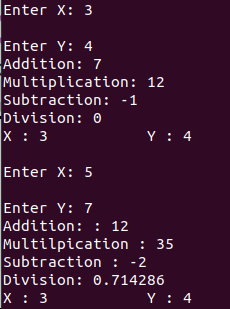 Enter X: 3
Enter Y: 4
Addition: 7
Multiplication: 12
Subtraction: -1
Division: 0
X : 3 Y : 4
Enter X: 5
Enter Y: 7
Addition: : 12
Multilpication : 35
Subtraction : -2
Division: 0.714286
X : 3 Y : 4